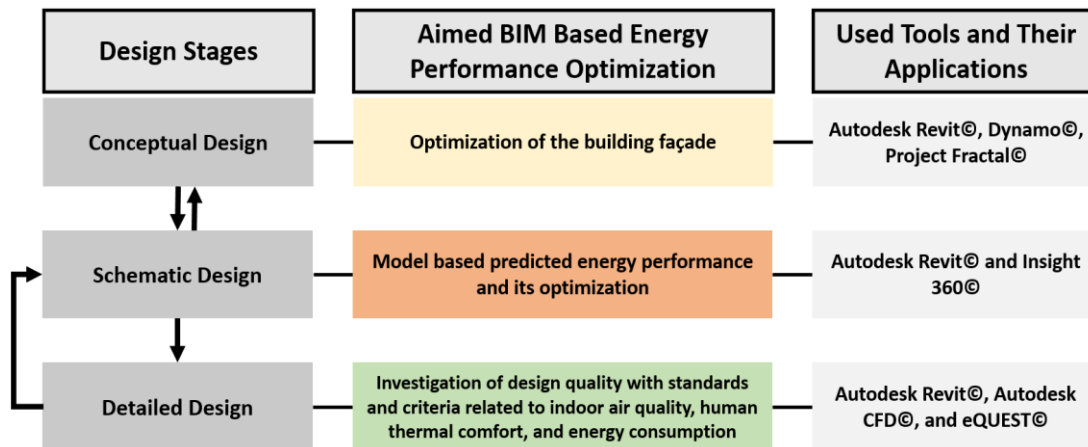 Design Stages
Aimed BIM Based Energy
Performance Optimization
Used Tools and Their
Applications
Conceptual Design
Optimization of the building façade
Autodesk Revit©, Dynamo©,
Project Fractal©
Schematic Design
Model based predicted energy performance
and its optimization
Autodesk Revit© and Insight
360©
Detailed Design
Investigation of design quality with standards
and criteria related to indoor air quality, human
thermal comfort, and energy consumption
Autodesk Revit©, Autodesk
CFD©, and eQUEST©